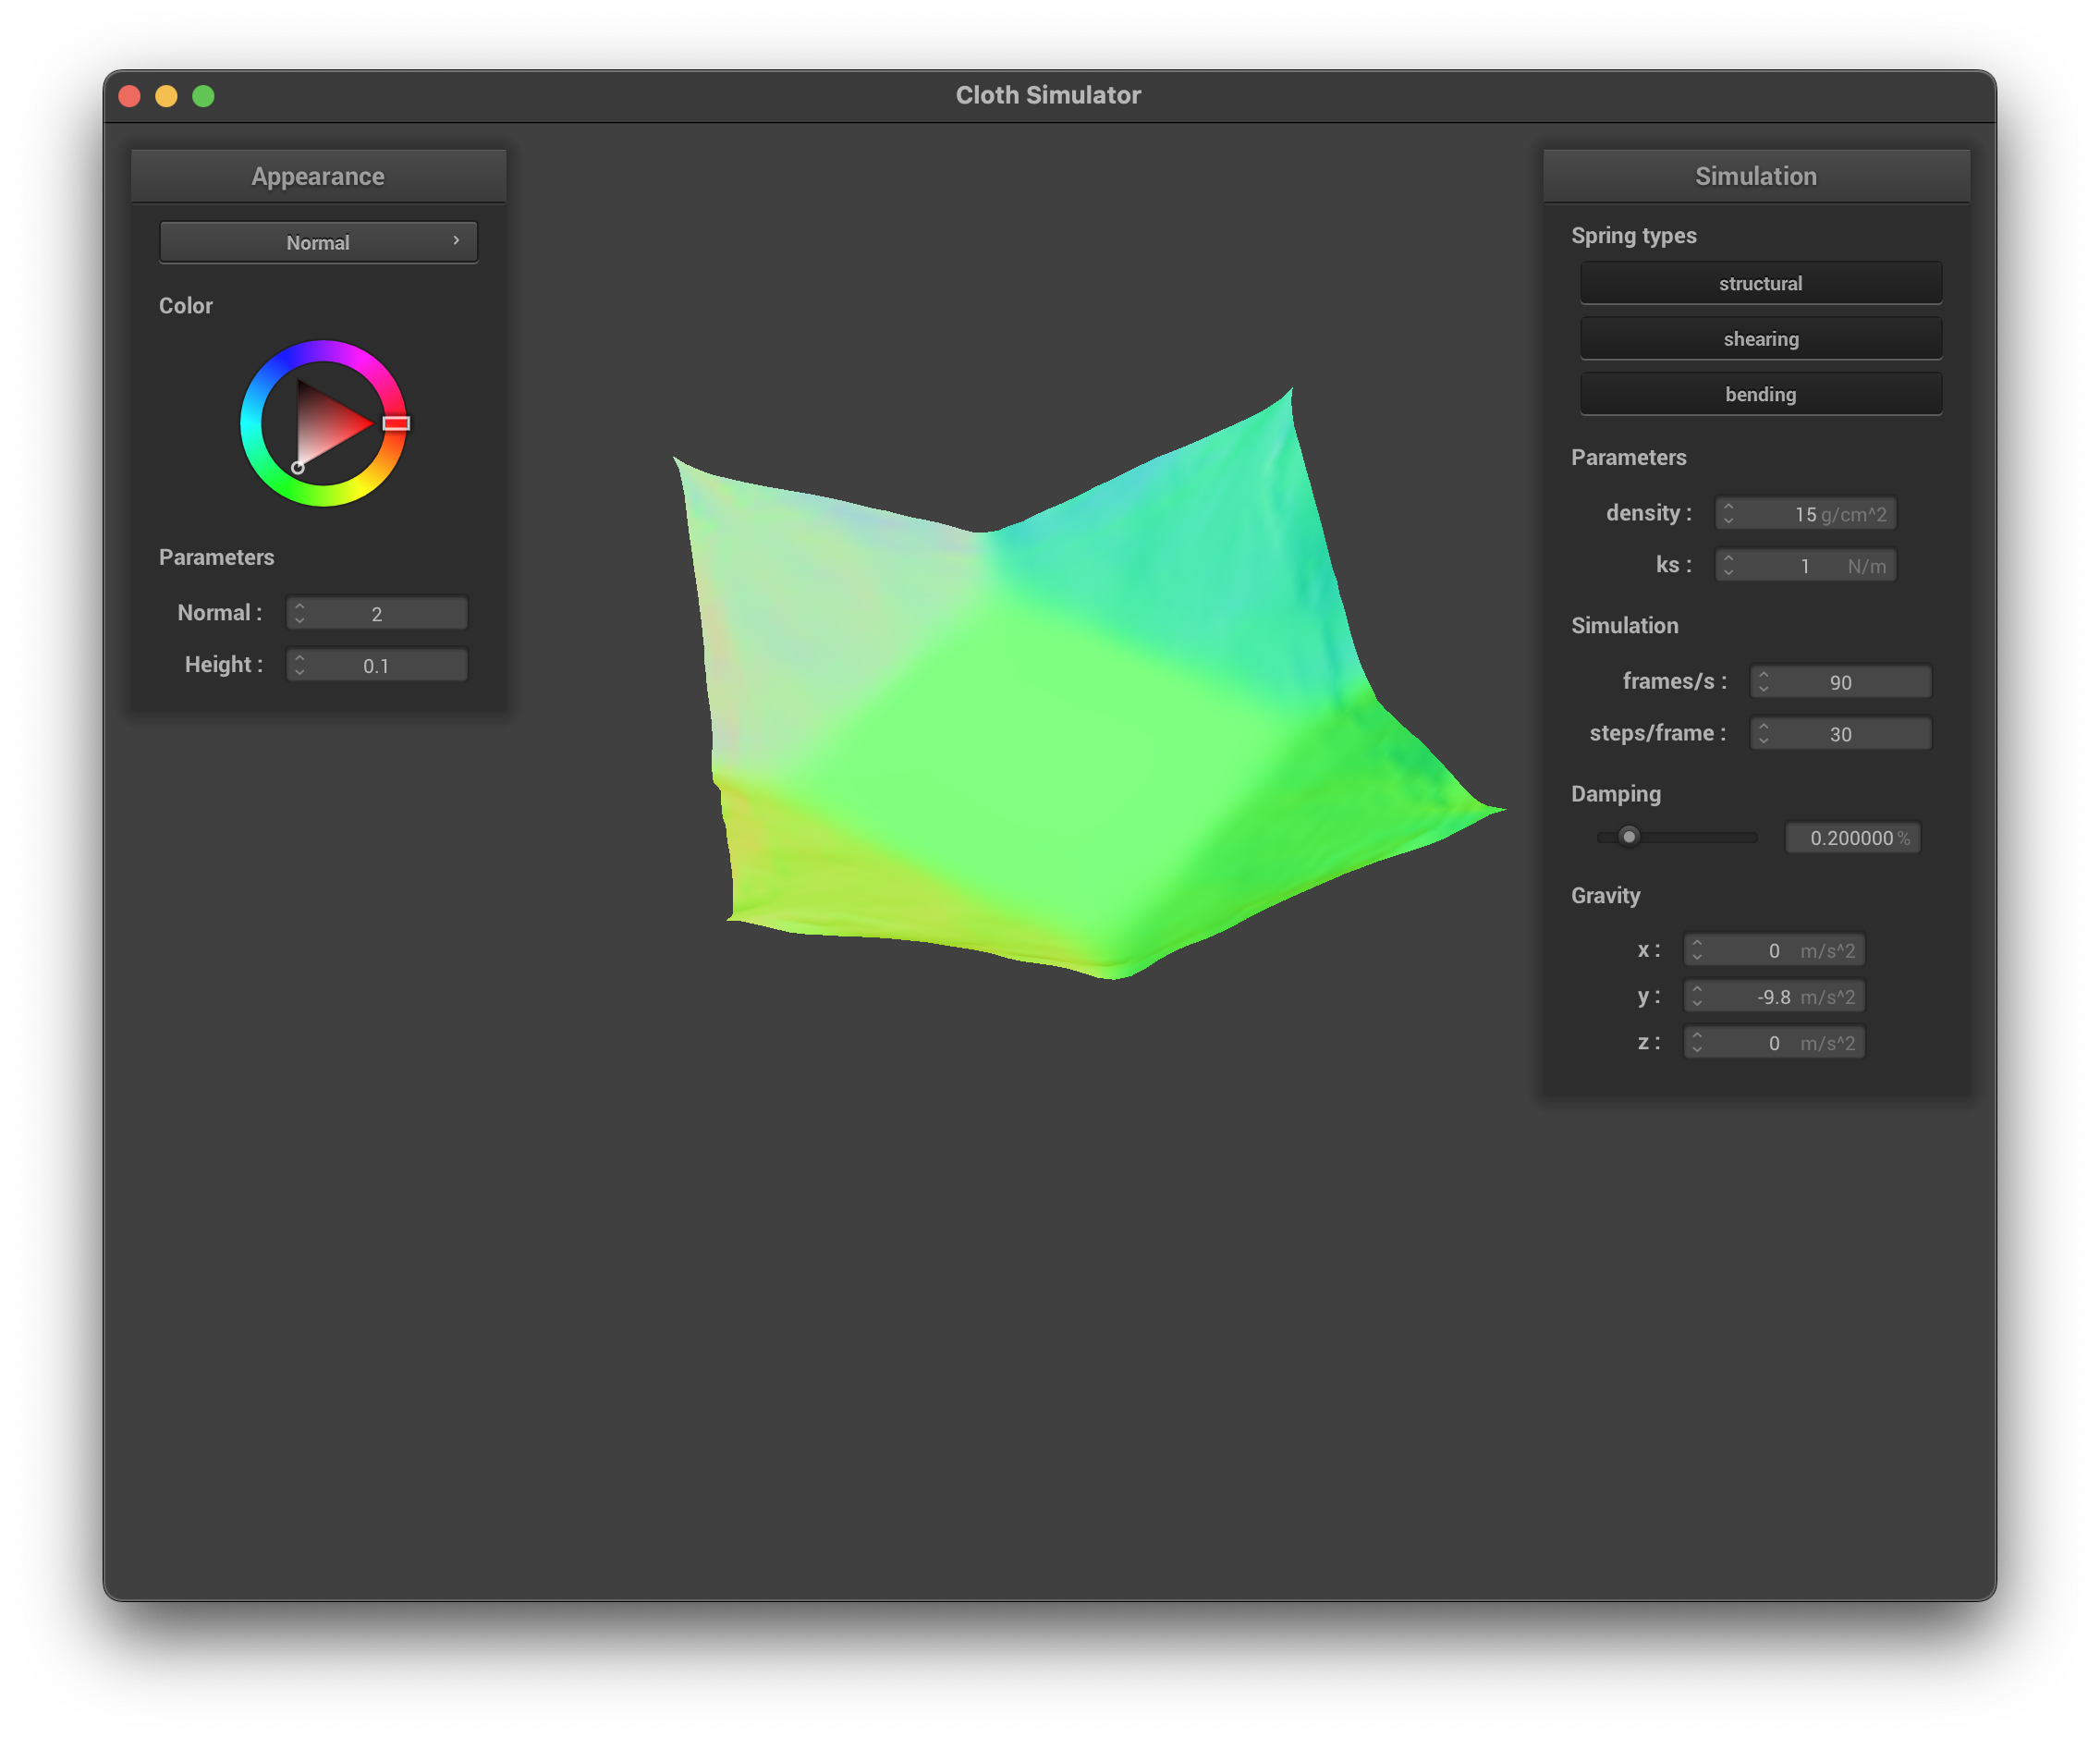 Cloth Simulator
Appearance
Normal
Color
Parameters
Normal : 2
Height : 0.1
Simulation
Spring types
structural
shearing
bending
Parameters
density : 15 g/cm^2
ks : 1 N/m
Simulation
frames/s : 90
steps/frame : 30
Damping
0.200000 %
Gravity
x : 0 m/s^2
y : -9.8 m/s^2
z : 0 m/s^2